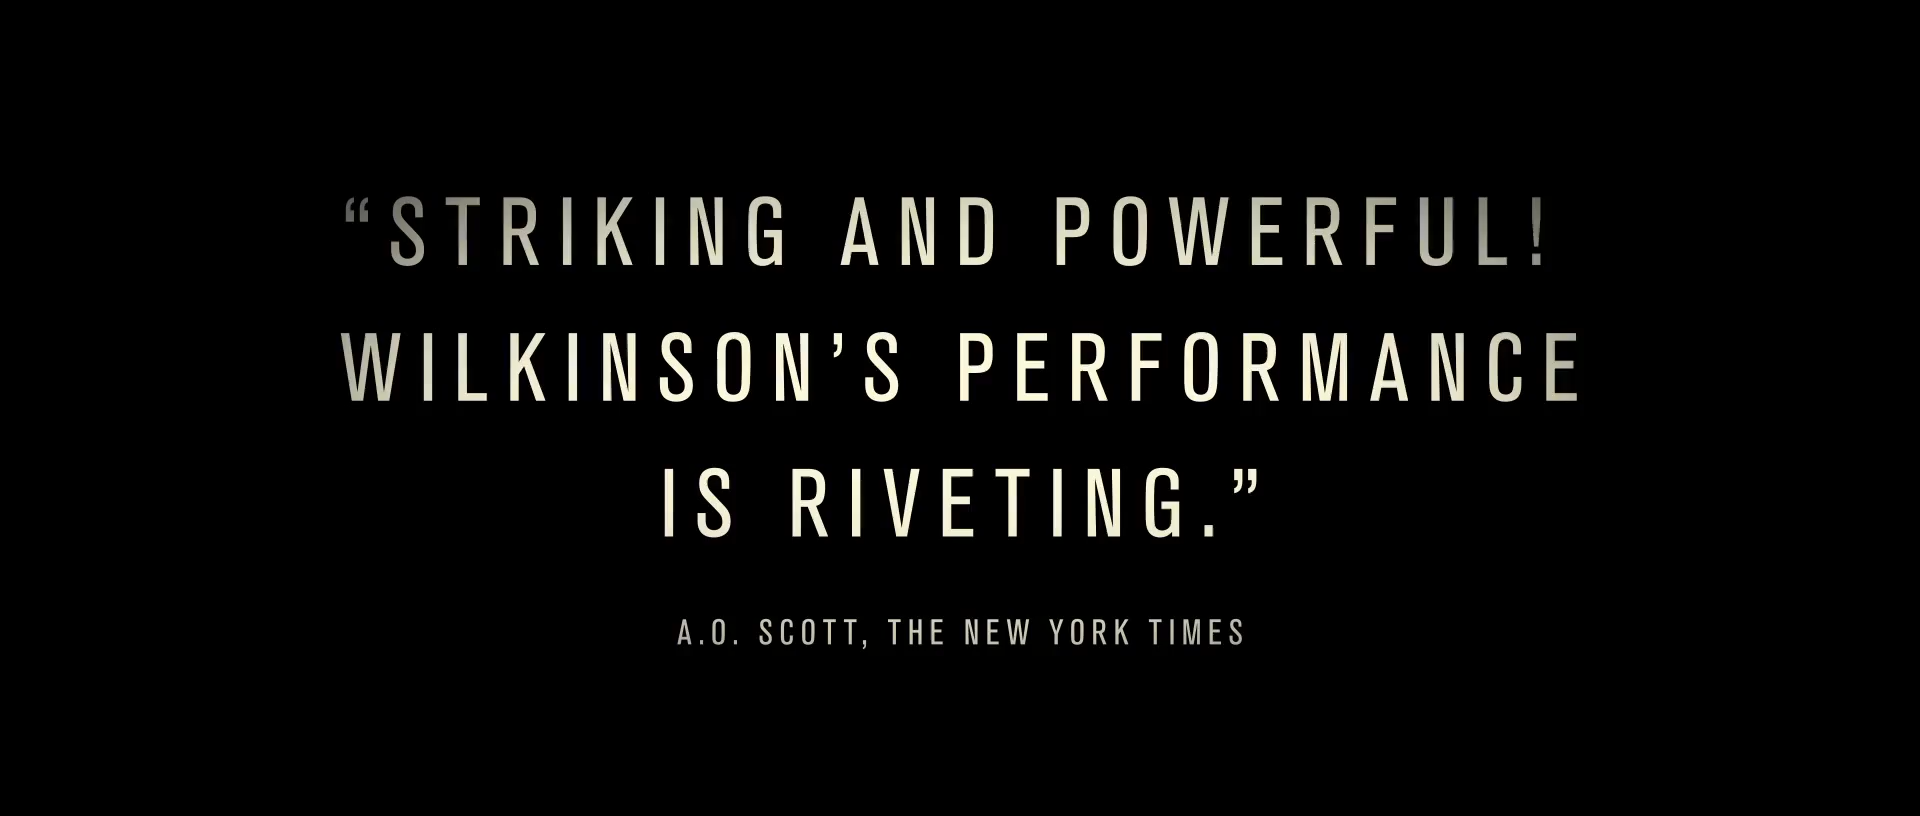 “STRIKING AND POWERFUL!
WILKINSON’S PERFORMANCE
IS RIVETING.”
A.O. SCOTT, THE NEW YORK TIMES